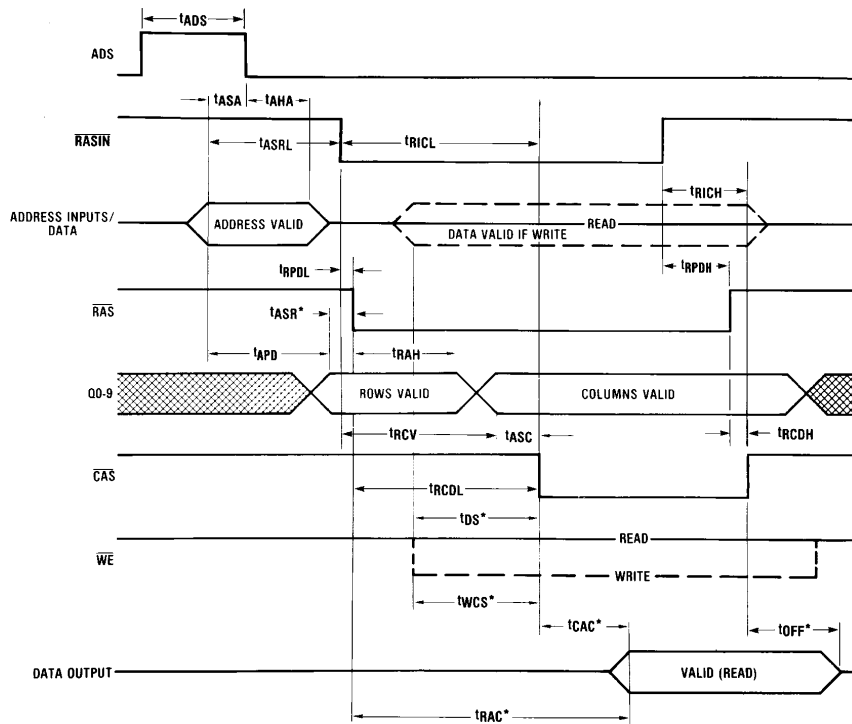 tADS
ADS
tASA
tAHA
RASIN
tASRL
tRICL
tRICH
ADDRESS INPUTS/
DATA
ADDRESS VALID
READ
DATA VALID IF WRITE
tRPDL
tRPDH
RAS
tASR*
tAPD
tRAH
Q0-9
ROWS VALID
COLUMNS VALID
tRCV
tASC
tRCDH
CAS
tRCDL
tDS*
WE
READ
WRITE
tWCS*
tCAC*
tOFF*
DATA OUTPUT
VALID (READ)
tRAC*